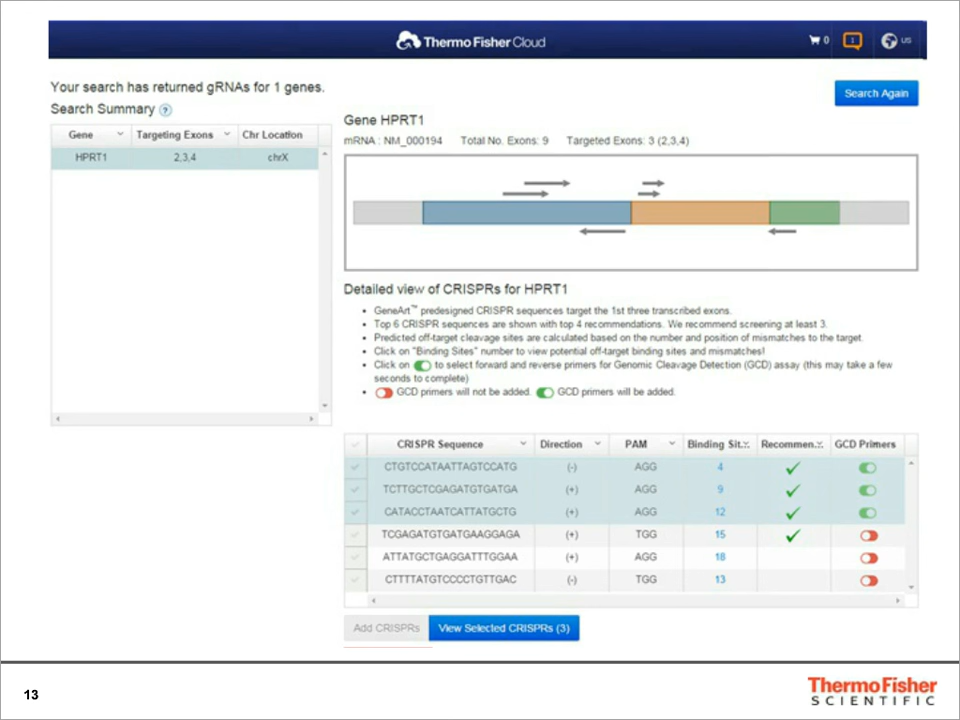 ThermoFisher Cloud
0
1
US
Your search has returned gRNAs for 1 genes.
Search Again
Search Summary ?
Gene Targeting Exons Chr Location
HPRT1 2,3,4 chrX
Gene HPRT1
mRNA : NM_000194 Total No. Exons: 9 Targeted Exons: 3 (2,3,4)
Detailed view of CRISPRs for HPRT1
• GeneArt™ predesigned CRISPR sequences target the 1st three transcribed exons.
• Top 6 CRISPR sequences are shown with top 4 recommendations. We recommend screening at least 3.
• Predicted off-target cleavage sites are calculated based on the number and position of mismatches to the target.
• Click on "Binding Sites" number to view potential off-target binding sites and mismatches!
• Click on to select forward and reverse primers for Genomic Cleavage Detection (GCD) assay (this may take a few
seconds to complete)
• GCD primers will not be added. GCD primers will be added.
CRISPR Sequence Direction PAM Binding Sit... Recommen... GCD Primers
CTGTCCATAATTAGTCCATG (-) AGG 4
TCTTGCTCGAGATGTGATGA (+) AGG 9
CATACCTAATCATTATGCTG (+) AGG 12
TCGAGATGTGATGAAGGAGA (+) TGG 15
ATTATGCTGAGGATTTGGAA (+) AGG 18
CTTTTATGTCCCCTGTTGAC (-) TGG 13
Add CRISPRs View Selected CRISPRs (3)
13
ThermoFisher
SCIENTIFIC